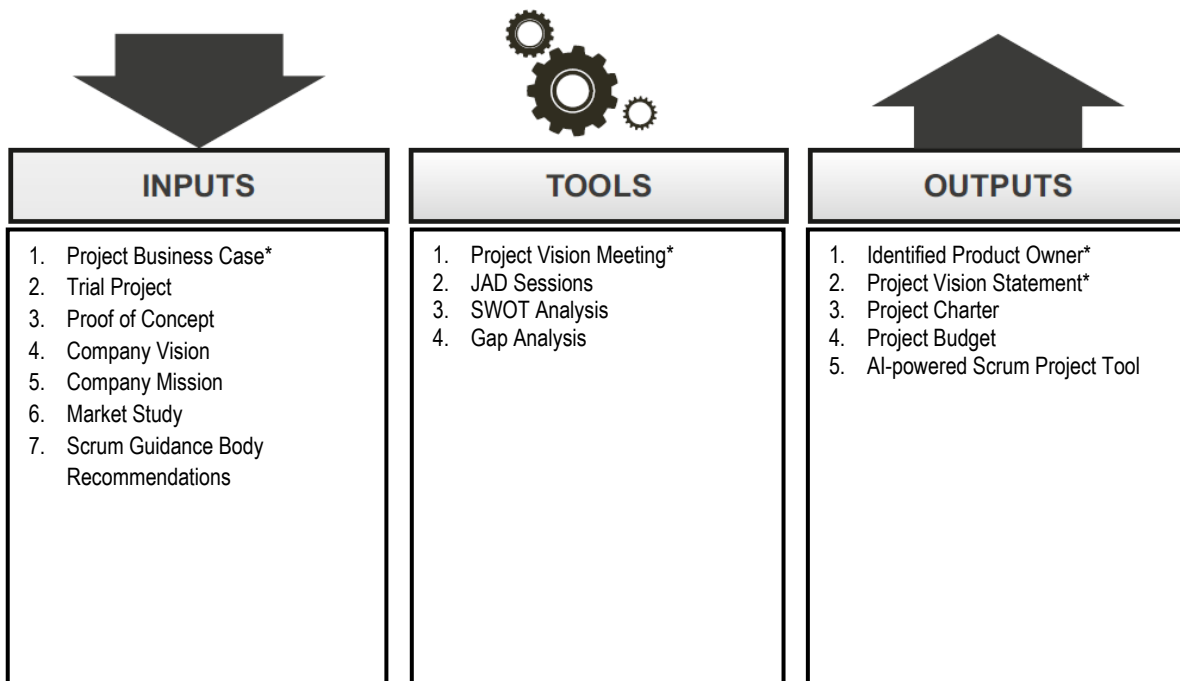 INPUTS
1. Project Business Case*
2. Trial Project
3. Proof of Concept
4. Company Vision
5. Company Mission
6. Market Study
7. Scrum Guidance Body
Recommendations
TOOLS
1. Project Vision Meeting*
2. JAD Sessions
3. SWOT Analysis
4. Gap Analysis
OUTPUTS
1. Identified Product Owner*
2. Project Vision Statement*
3. Project Charter
4. Project Budget
5. AI-powered Scrum Project Tool